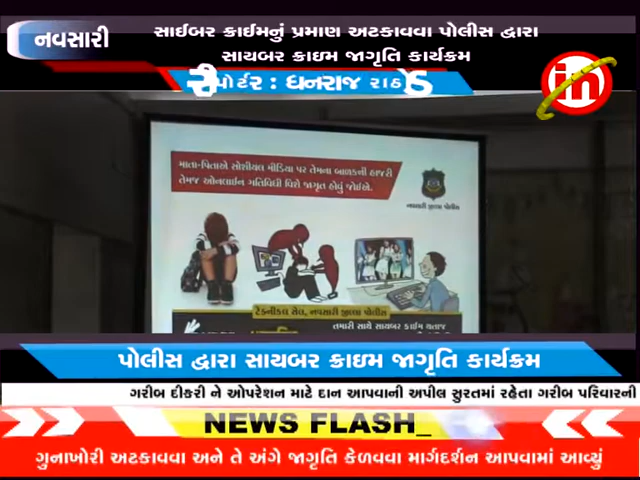 નવસારી
સાઈબર ક્રાઈમનું પ્રમાણ અટકાવવા પોલીસ દ્વારા
સાયબર ક્રાઇમ જાગૃતિ કાર્યક્રમ
રીપોર્ટર : ધનરાજ રાઠોડ
in
માતા-પિતાએ સોશીયલ મીડિયા પર તેમના બાળકની હાજરી
તેમજ ઓનલાઈન ગતિવિધી વિશે જાગૃત હોવું જોઈએ.
નવસારી જીલ્લા પોલીસ
ટેકનીકલ સેલ, નવસારી જીલ્લા પોલીસ
તમારી સાથે સાયબર ક્રાઈમ થતાજ
પોલીસ દ્વારા સાયબર ક્રાઇમ જાગૃતિ કાર્યક્રમ
ગરીબ દીકરી ને ઓપરેશન માટે દાન આપવાની અપીલ સુરતમાં રહેતા ગરીબ પરિવારની
NEWS FLASH_
ગુનાખોરી અટકાવવા અને તે અંગે જાગૃતિ કેળવવા માર્ગદર્શન આપવામાં આવ્યું